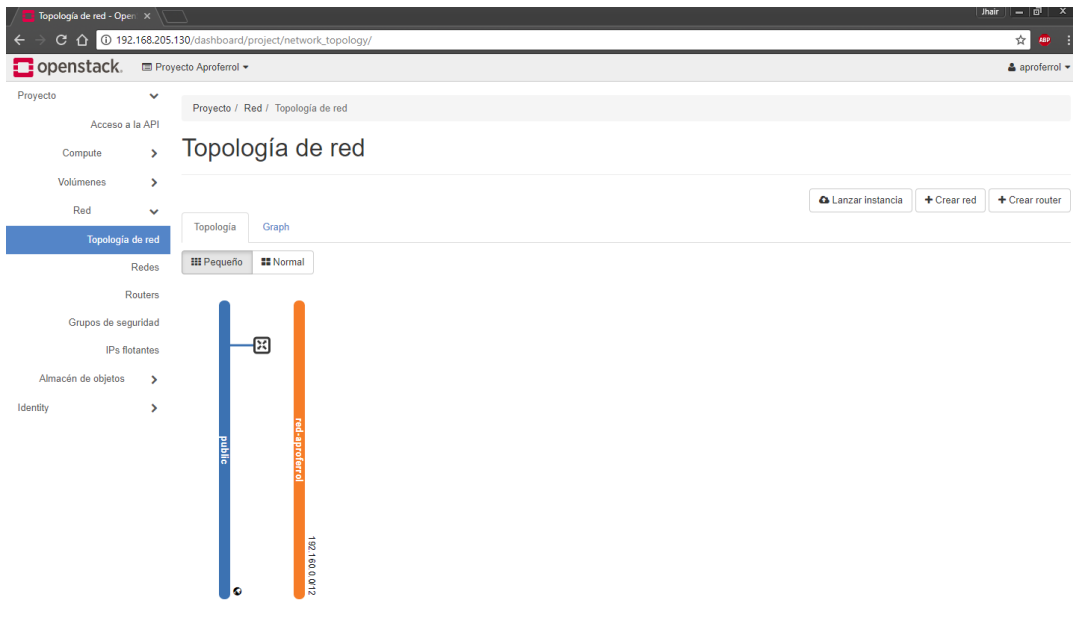 Topología de red - Open
Jhair
192.168.205.130/dashboard/project/network_topology/
ABP
openstack.
Proyecto Aproferrol
aproferrol
Proyecto
Acceso a la API
Compute
Volúmenes
Red
Topología de red
Redes
Routers
Grupos de seguridad
IPs flotantes
Almacén de objetos
Identity
Proyecto / Red / Topología de red
Topología de red
Lanzar instancia
+ Crear red
+ Crear router
Topología
Graph
Pequeño
Normal
public
red-aproferrol
192.160.0.0/12